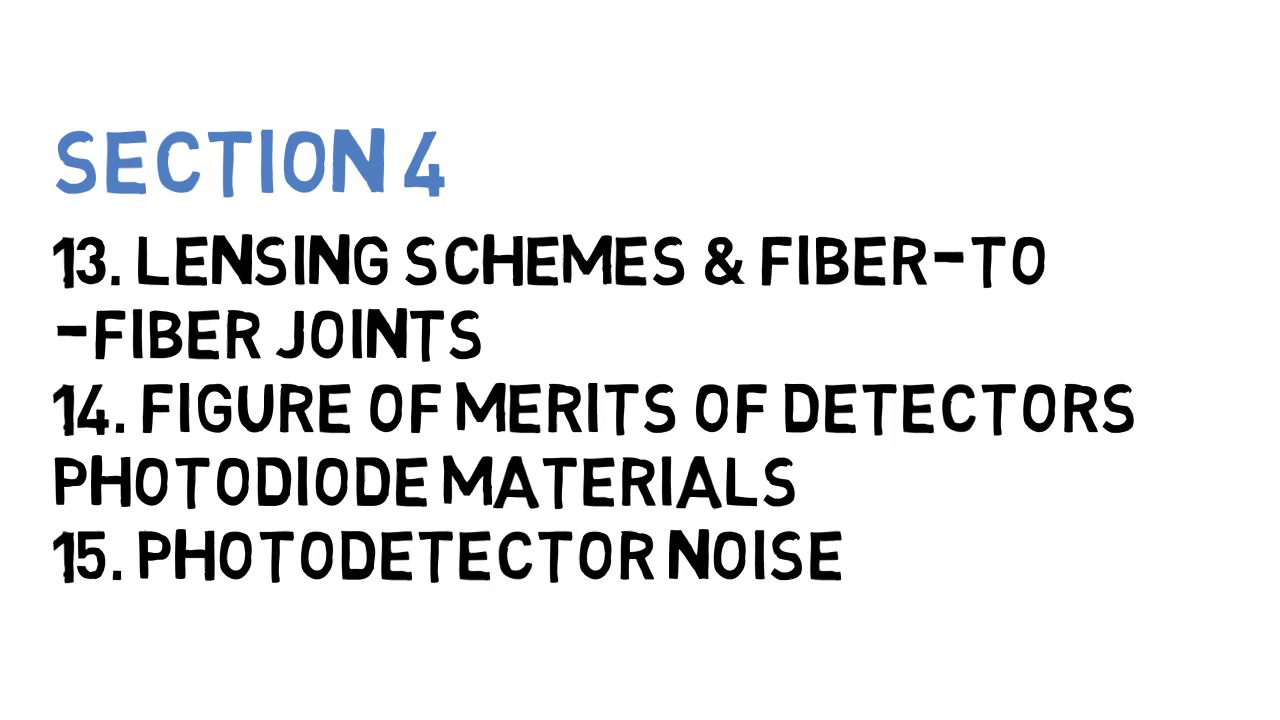 SECTION 4
13. LENSING SCHEMES & FIBER-TO
-FIBER JOINTS
14. FIGURE OF MERITS OF DETECTORS
PHOTODIODE MATERIALS
15. PHOTODETECTOR NOISE